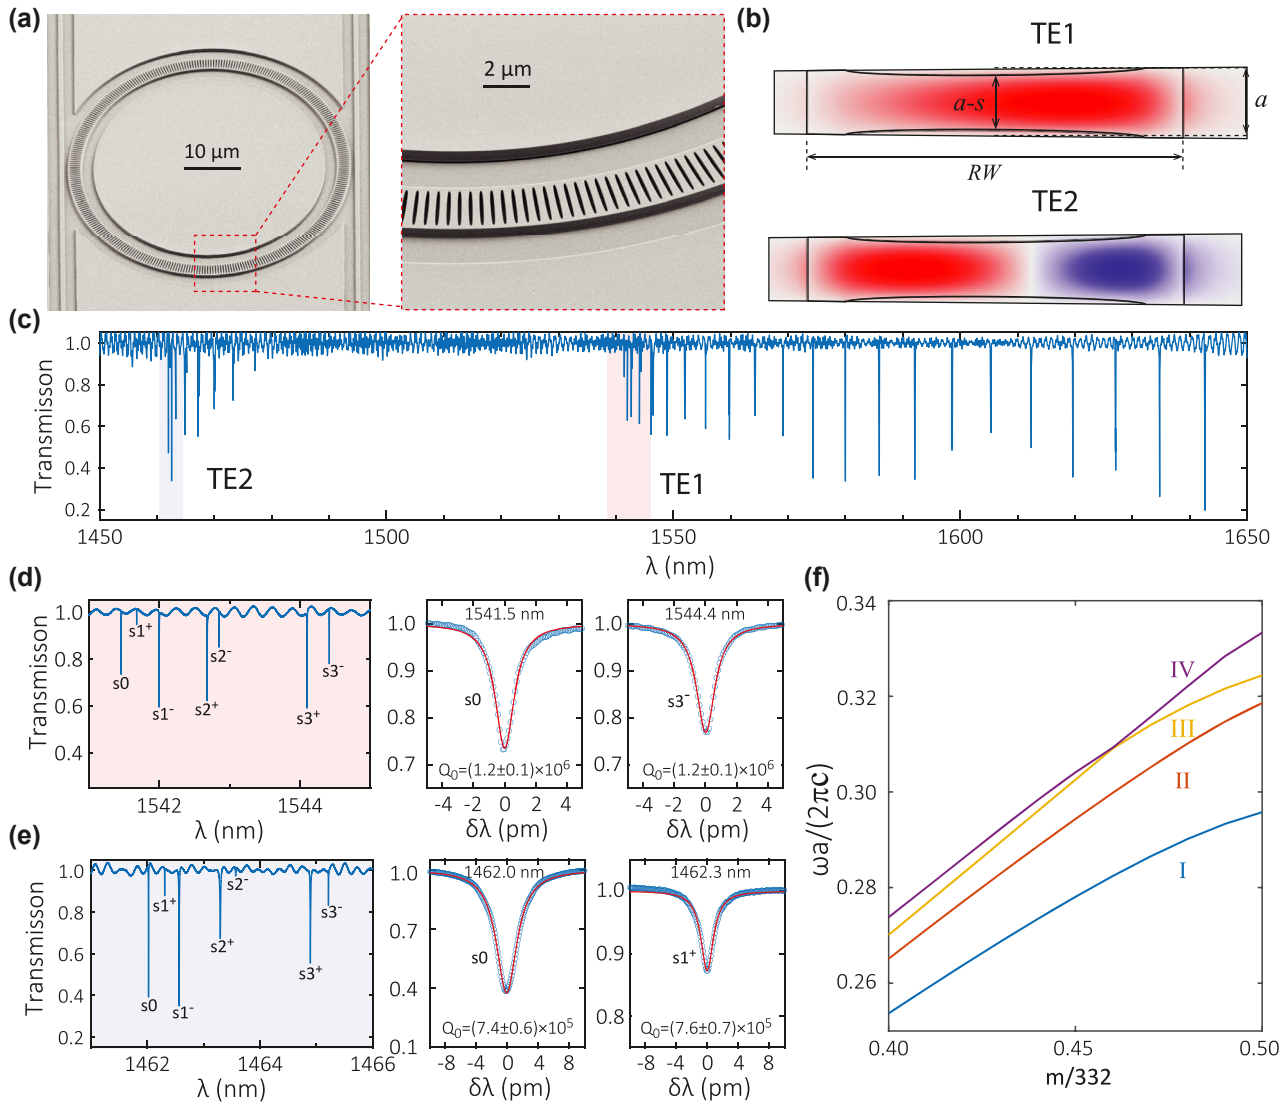 (a)
10 μm
2 μm
(b)
TE1
a-s
a
RW
TE2
(c)
Transmisson
1.0
0.8
0.6
0.4
0.2
TE2
TE1
1450
1500
1550
1600
1650
λ (nm)
(d)
Transmisson
1.0
0.8
0.6
0.4
s0
s1+
s1-
s2+
s2-
s3+
s3-
1542
1544
λ (nm)
1541.5 nm
1.0
0.9
0.8
0.7
s0
Q₀=(1.2±0.1)×10⁶
-4 -2 0 2 4
δλ (pm)
1544.4 nm
1.0
0.9
0.8
0.7
s3⁻
Q₀=(1.2±0.1)×10⁶
-4 -2 0 2 4
δλ (pm)
(e)
Transmisson
1.0
0.8
0.6
0.4
0.2
s0
s1+
s1-
s2+
s2-
s3+
s3-
1462
1464
1466
λ (nm)
1462.0 nm
1.0
0.7
0.4
0.1
s0
Q₀=(7.4±0.6)×10⁵
-8 -4 0 4 8
δλ (pm)
1462.3 nm
1.0
0.9
0.8
s1⁺
Q₀=(7.6±0.7)×10⁵
-8 -4 0 4 8
δλ (pm)
(f)
ωa/(2πc)
0.34
0.32
0.30
0.28
0.26
IV
III
II
I
0.40
0.45
0.50
m/332